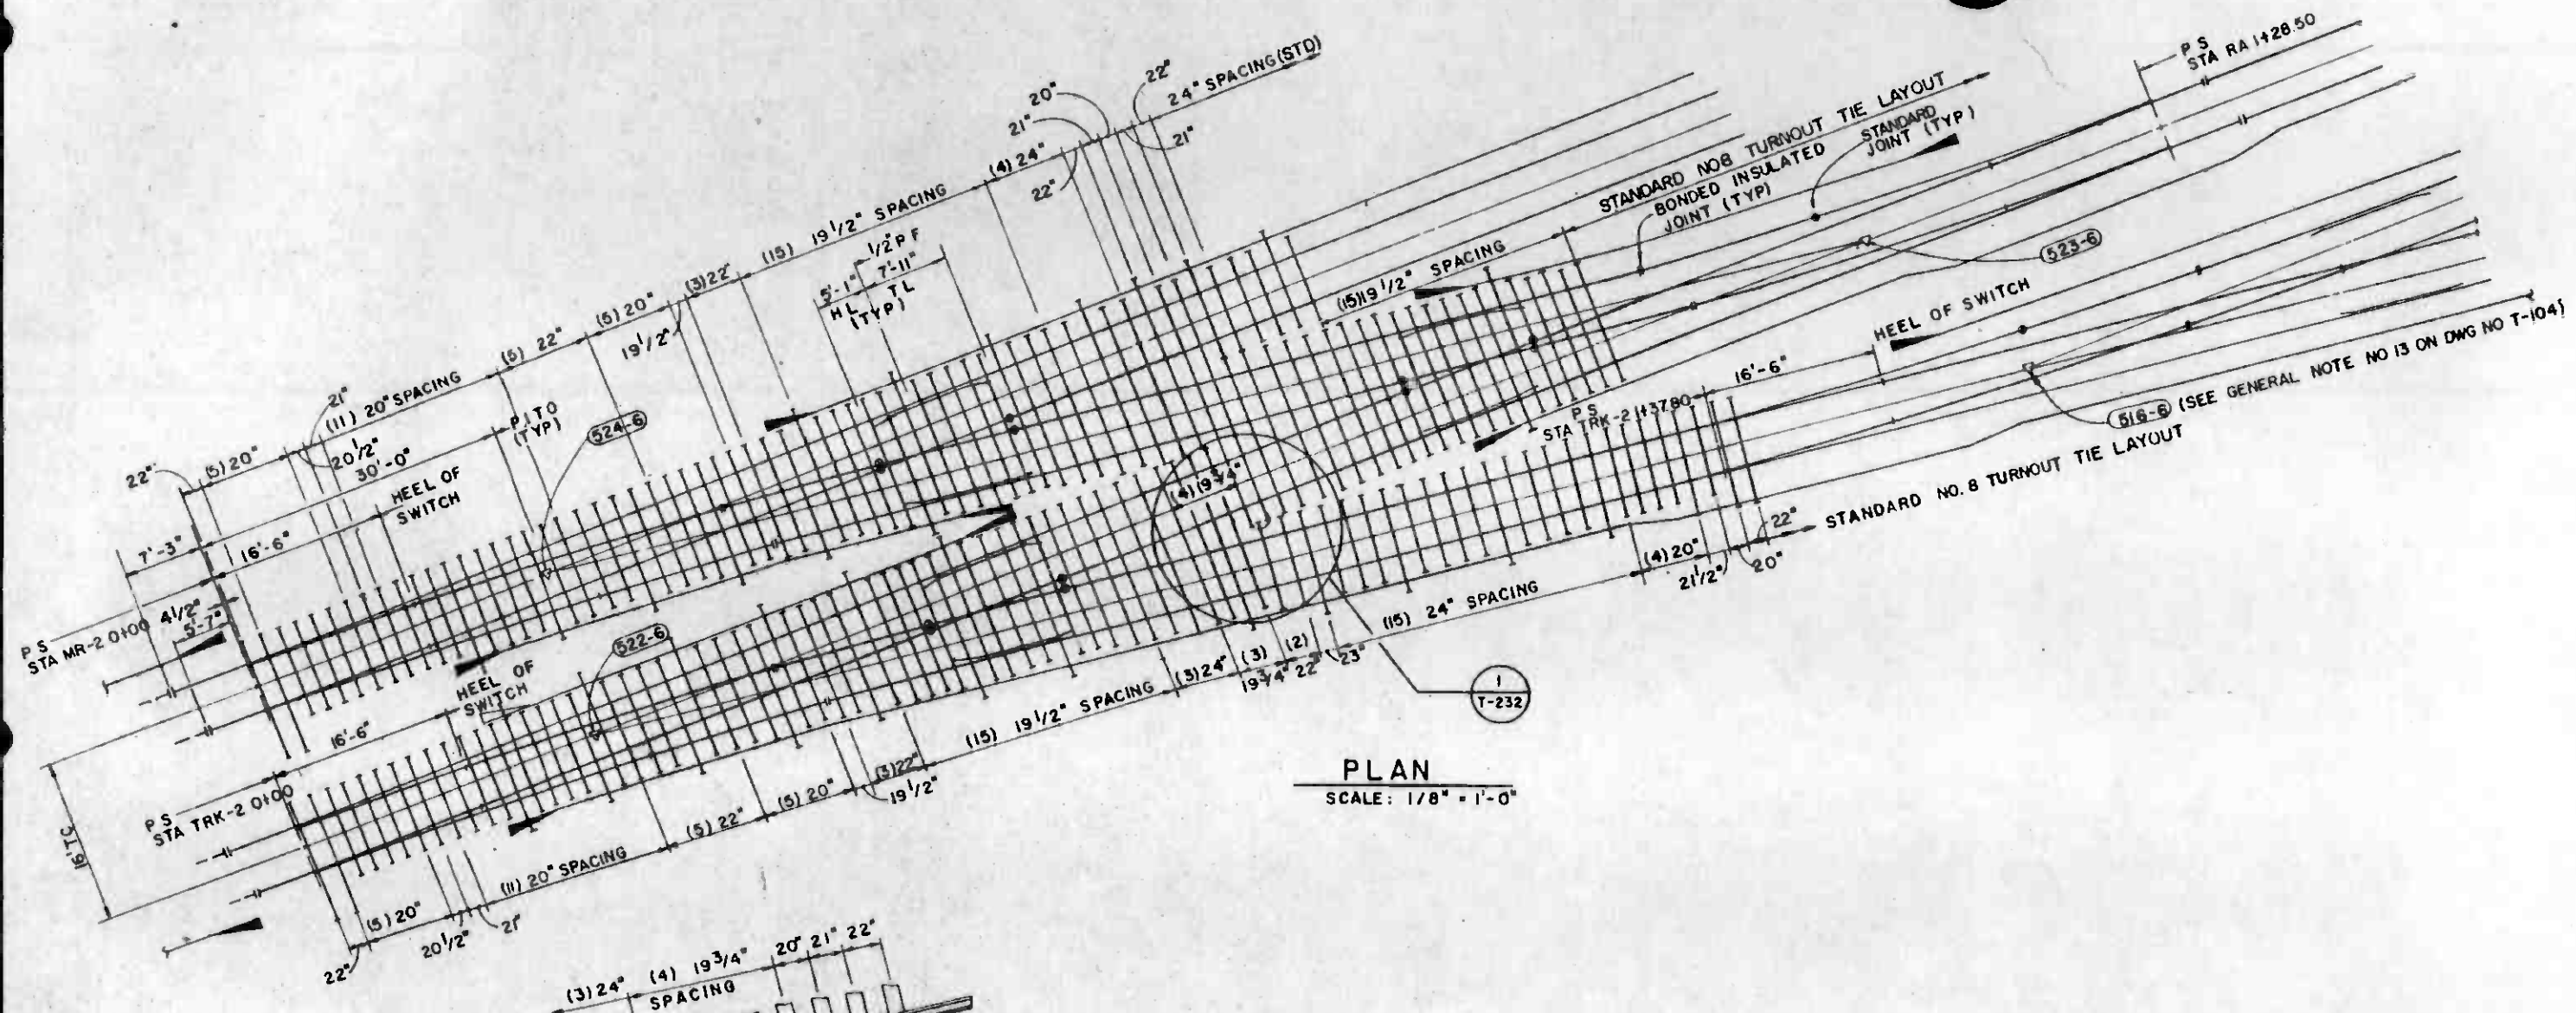 22"
(5) 20"
21"
20 1/2"
(11) 20" SPACING
30'-0"
(5) 22"
(5) 20"
19 1/2"
(3) 22"
(15) 19 1/2" SPACING
(4) 24"
22"
21"
20"
22"
21"
24" SPACING (STD)
P.I.T.O
(TYP)
524-6
HEEL OF
SWITCH
7'-3"
16'-6"
P S
STA MR-2 0+00
4 1/2"
5'-7"
1/2" P F
5'-1"
7'-11"
H L
T L
(TYP)
STANDARD NO8 TURNOUT TIE LAYOUT
BONDED INSULATED
JOINT (TYP)
STANDARD
JOINT (TYP)
(15) 19 1/2" SPACING
P S
STA RA 1+28.50
523-6
HEEL OF SWITCH
16'-6"
P S
STA TRK-2 1+37.80
(4) 19 3/4"
516-6 (SEE GENERAL NOTE NO 13 ON DWG NO T-104)
STANDARD NO. 8 TURNOUT TIE LAYOUT
522-6
HEEL OF
SWITCH
16'-6"
P S
STA TRK-2 0+00
16' TC
22"
(5) 20"
20 1/2"
21"
(11) 20" SPACING
(5) 22"
(5) 20"
19 1/2"
(3) 22"
(15) 19 1/2" SPACING
(3) 24"
(3)
19 3/4"
(2)
22"
23"
(15) 24" SPACING
(4) 20"
21 1/2"
20"
22"
1
T-232
PLAN
SCALE: 1/8" = 1'-0"
(3) 24"
(4) 19 3/4"
SPACING
20"
21"
22"